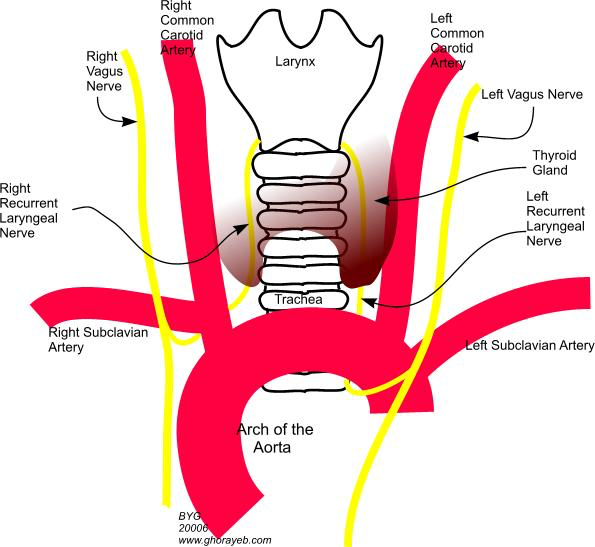 Right
Common
Carotid
Artery
Left
Common
Carotid
Artery
Larynx
Right
Vagus
Nerve
Left Vagus Nerve
Thyroid
Gland
Right
Recurrent
Laryngeal
Nerve
Left
Recurrent
Laryngeal
Nerve
Trachea
Right Subclavian
Artery
Left Subclavian Artery
Arch of the
Aorta
BYG
20006
www.ghorayeb.com